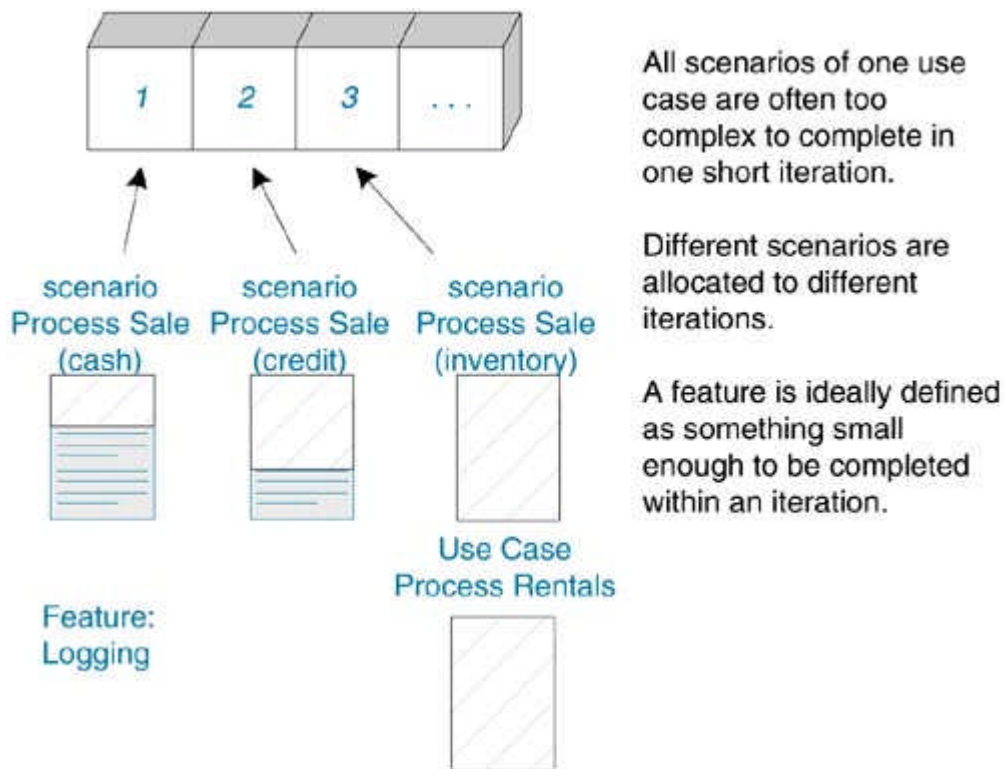 1
2
3
. . .
All scenarios of one use
case are often too
complex to complete in
one short iteration.
Different scenarios are
allocated to different
iterations.
A feature is ideally defined
as something small
enough to be completed
within an iteration.
scenario
Process Sale
(cash)
scenario
Process Sale
(credit)
scenario
Process Sale
(inventory)
Use Case
Process Rentals
Feature:
Logging